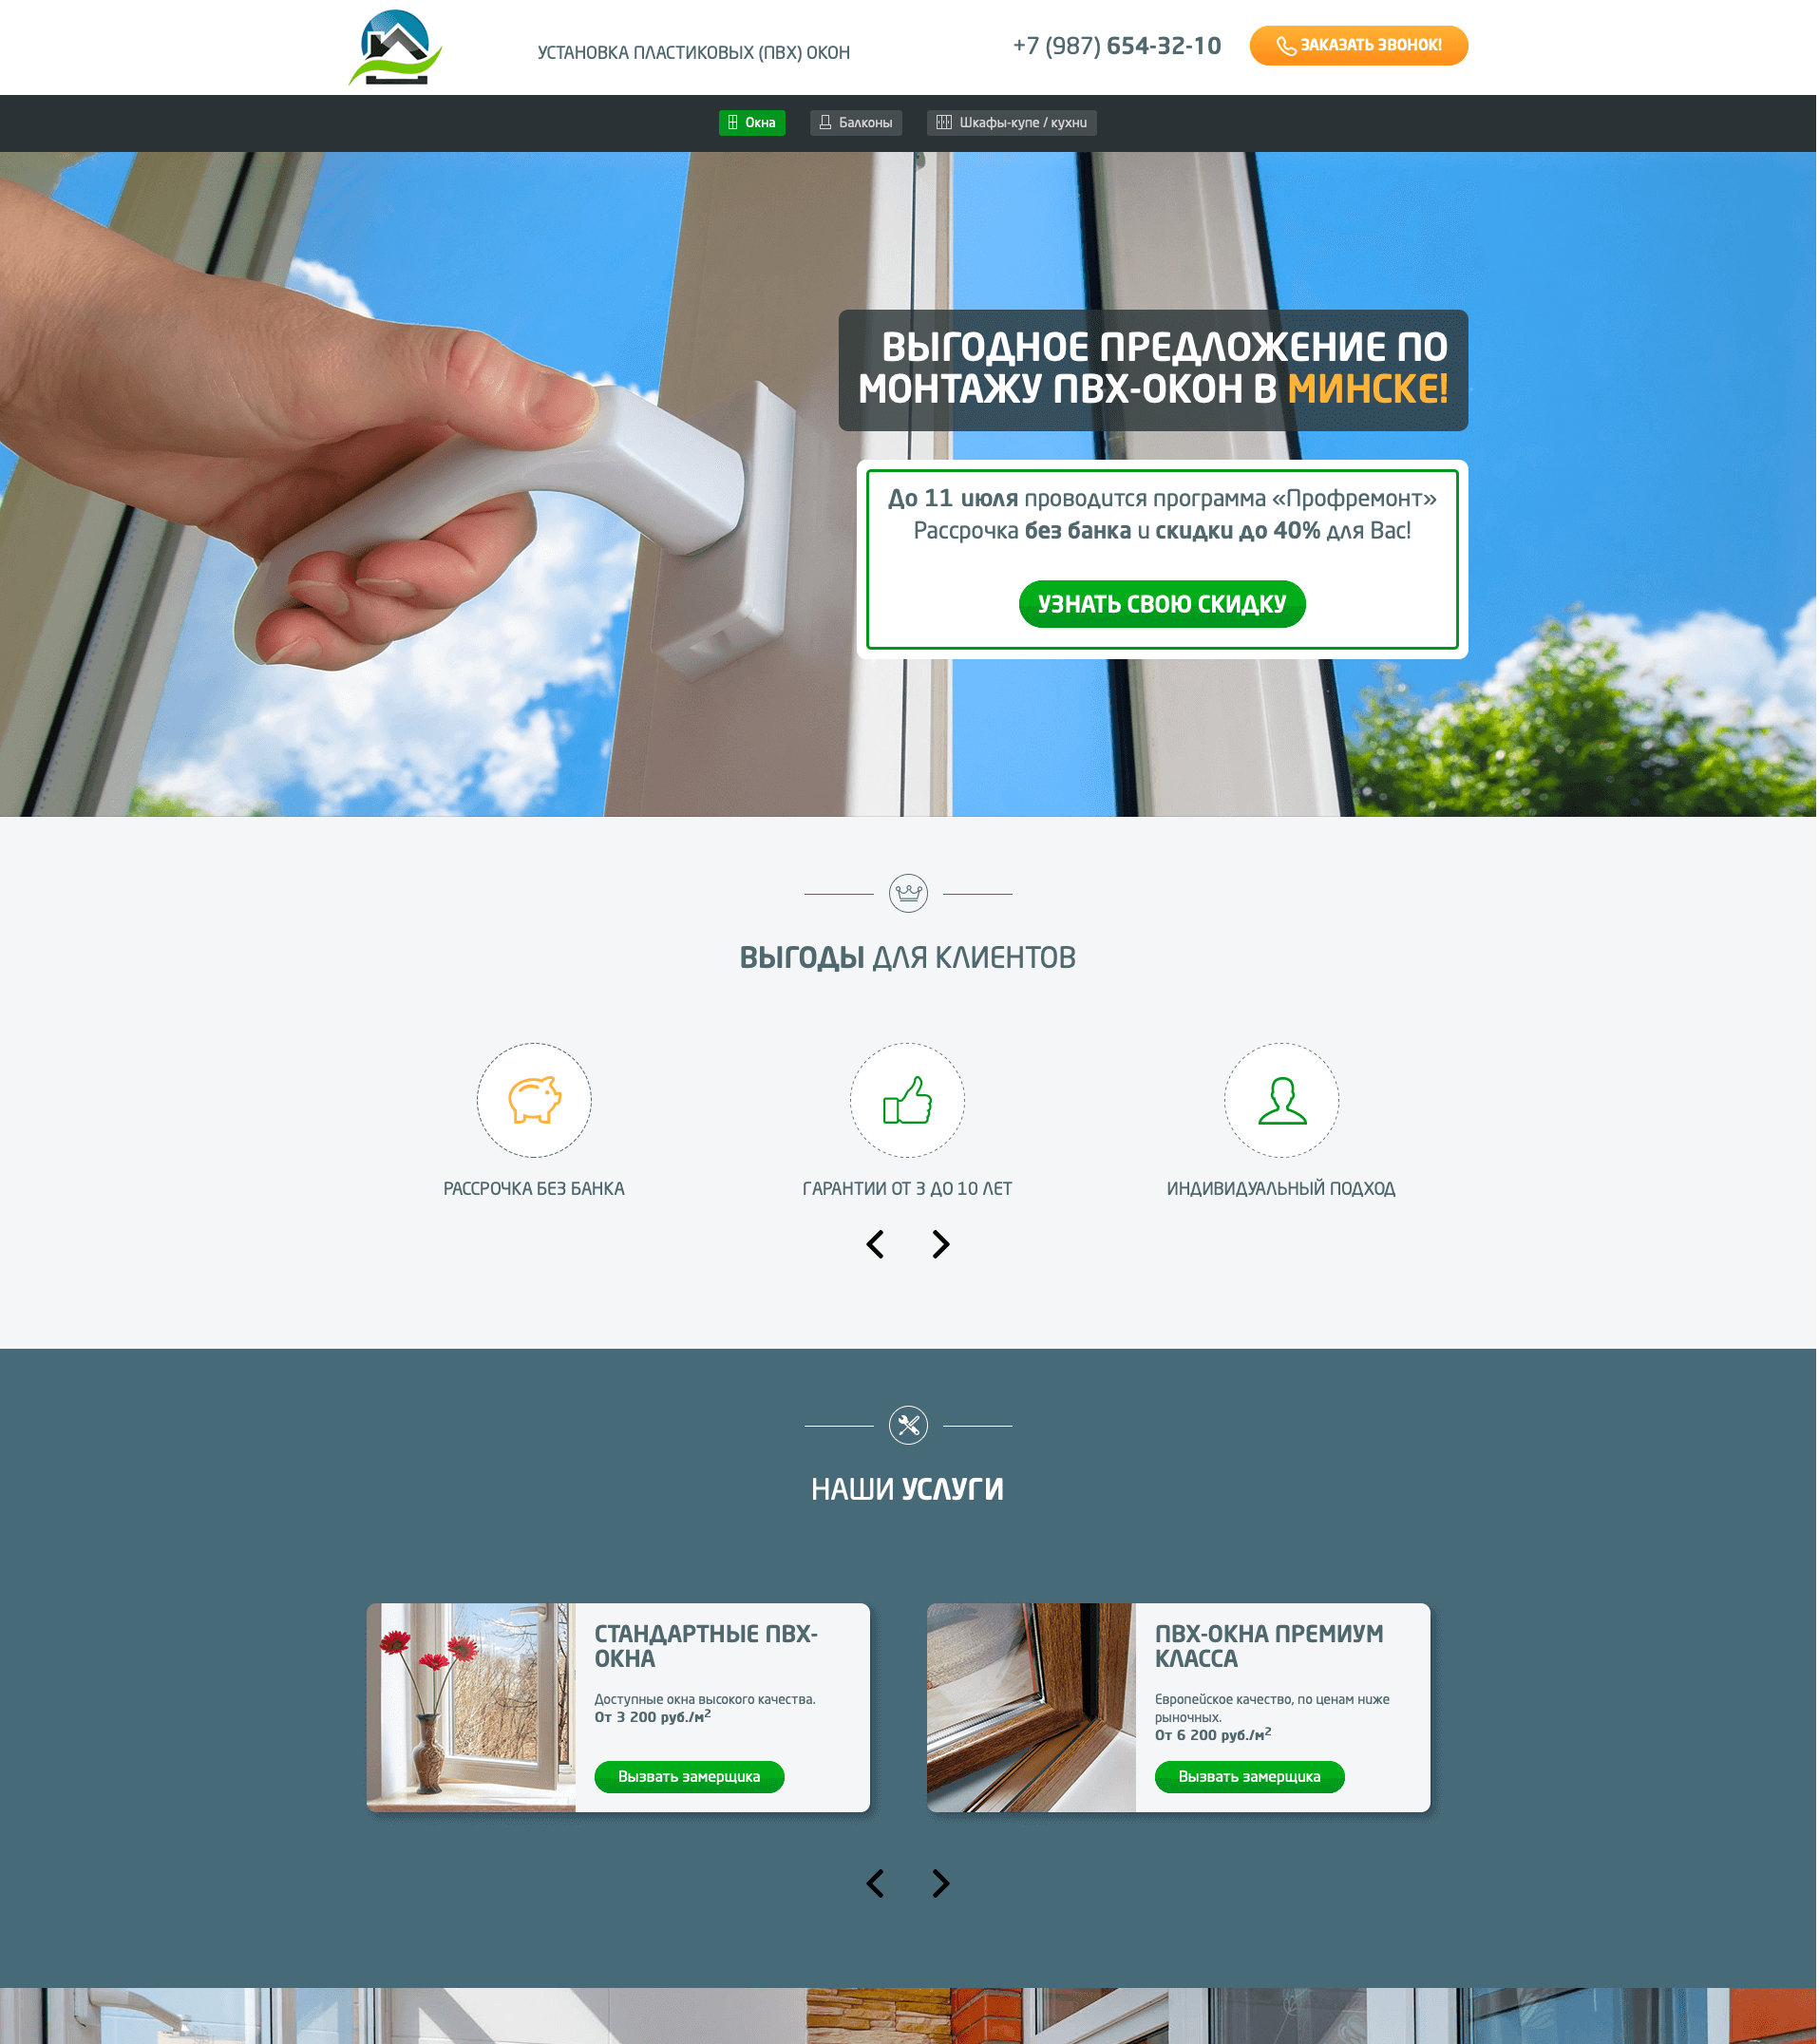 УСТАНОВКА ПЛАСТИКОВЫХ (ПВХ) ОКОН
+7 (987) 654-32-10
ЗАКАЗАТЬ ЗВОНОК!
Окна
Балконы
Шкафы-купе / кухни
ВЫГОДНОЕ ПРЕДЛОЖЕНИЕ ПО
МОНТАЖУ ПВХ-ОКОН В МИНСКЕ!
До 11 июля проводится программа «Профремонт»
Рассрочка без банка и скидки до 40% для Вас!
УЗНАТЬ СВОЮ СКИДКУ
ВЫГОДЫ ДЛЯ КЛИЕНТОВ
РАССРОЧКА БЕЗ БАНКА
ГАРАНТИИ ОТ 3 ДО 10 ЛЕТ
ИНДИВИДУАЛЬНЫЙ ПОДХОД
НАШИ УСЛУГИ
СТАНДАРТНЫЕ ПВХ-
ОКНА
Доступные окна высокого качества.
От 3 200 руб./м²
Вызвать замерщика
ПВХ-ОКНА ПРЕМИУМ
КЛАССА
Европейское качество, по ценам ниже
рыночных.
От 6 200 руб./м²
Вызвать замерщика